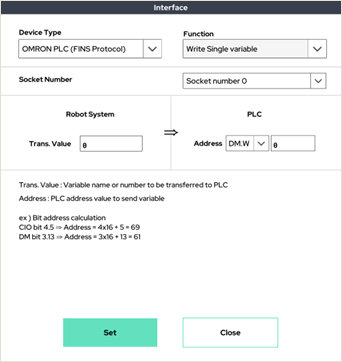 Interface
Device Type
Function
OMRON PLC (FINS Protocol)
Write Single variable
Socket Number
Socket number 0
Robot System
PLC
Trans. Value
0
⇒
Address
DM.W
0
Trans. Value : Variable name or number to be transferred to PLC
Address : PLC address value to send variable
ex ) Bit address calculation
CIO bit 4.5 ⇒ Address = 4x16 + 5 = 69
DM bit 3.13 ⇒ Address = 3x16 + 13 = 61
Set
Close